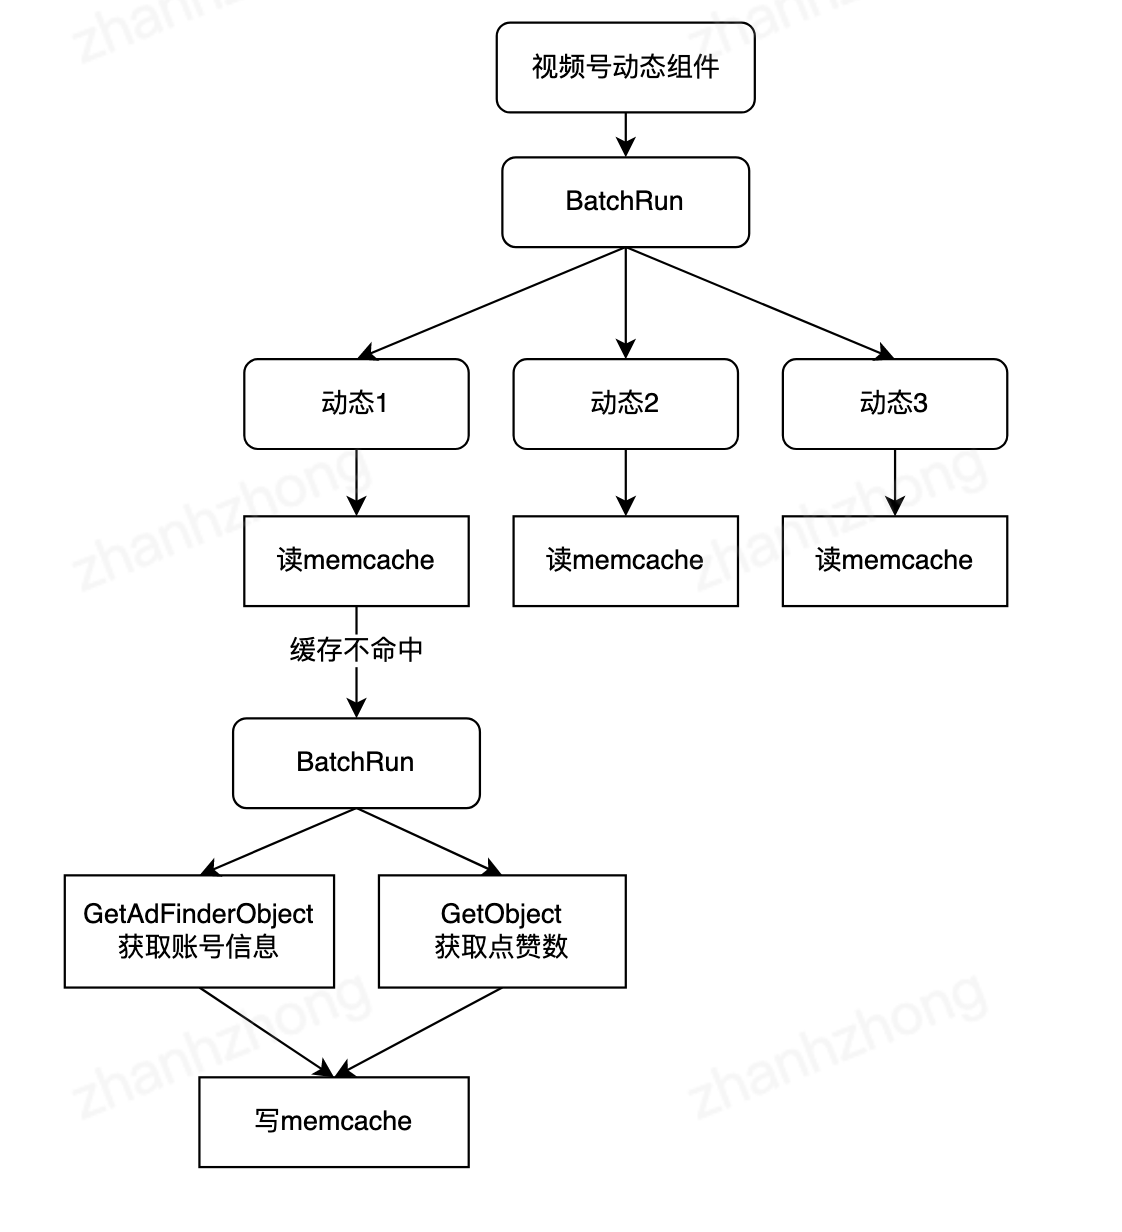 zhanhzhong
zhanhzhong
视频号动态组件
BatchRun
动态1
动态2
动态3
zhanhzhong
zhanhzhong
读memcache
读memcache
读memcache
缓存不命中
BatchRun
GetAdFinderObject
获取账号信息
GetObject
获取点赞数
zhanhzhong
zhanhzhong
写memcache